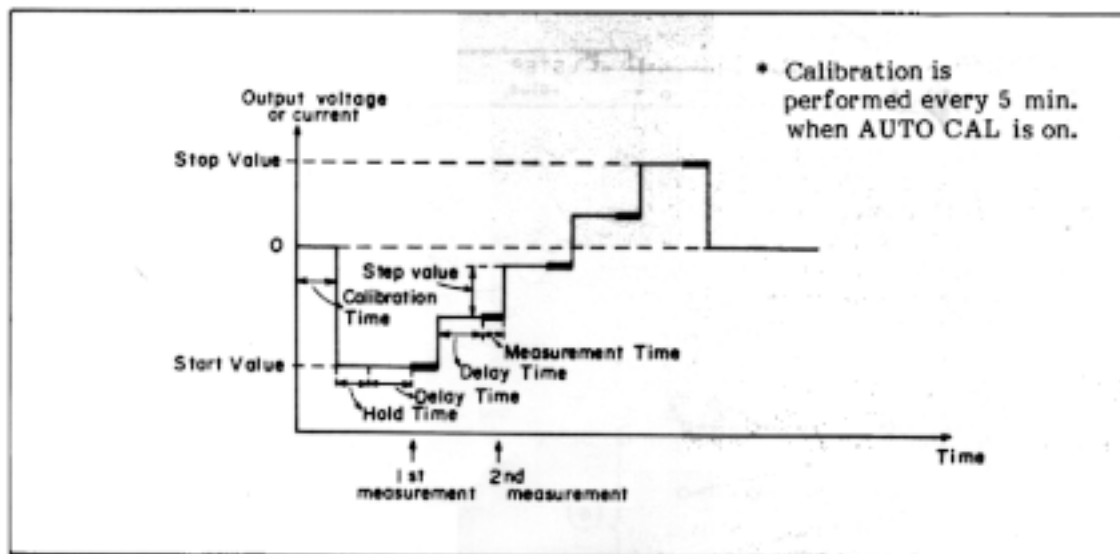 * Calibration is
performed every 5 min.
when AUTO CAL is on.
Output voltage
or current
Stop Value
0
Step value
Calibration
Time
Measurement Time
Start Value
Delay Time
Delay Time
Hold Time
Time
1st
measurement
2nd
measurement